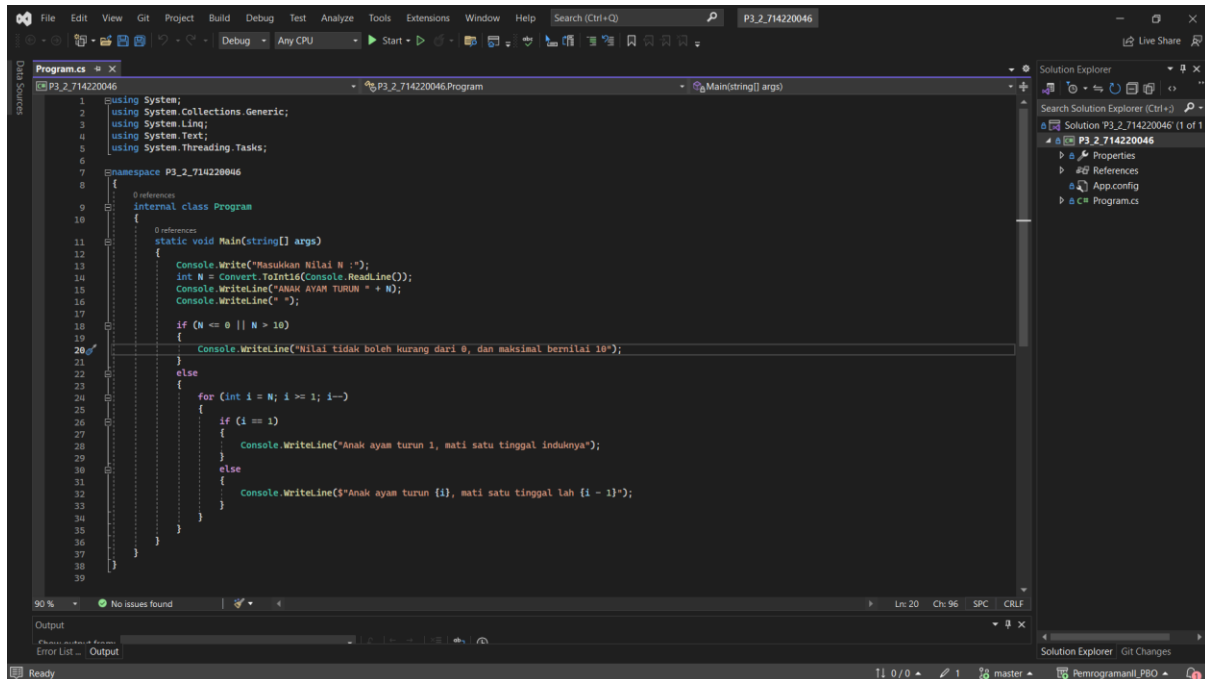 File Edit View Git Project Build Debug Test Analyze Tools Extensions Window Help Search (Ctrl+Q) P3_2_714220046
Debug Any CPU Start Live Share
Data Sources
Program.cs
P3_2_714220046 P3_2_714220046.Program Main(string[] args)
1 using System;
2 using System.Collections.Generic;
3 using System.Linq;
4 using System.Text;
5 using System.Threading.Tasks;
6
7 namespace P3_2_714220046
8 {
0 references
9 internal class Program
10 {
0 references
11 static void Main(string[] args)
12 {
13 Console.Write("Masukkan Nilai N :");
14 int N = Convert.ToInt16(Console.ReadLine());
15 Console.WriteLine("ANAK AYAM TURUN " + N);
16 Console.WriteLine(" ");
17
18 if (N <= 0 || N > 10)
19 {
20 Console.WriteLine("Nilai tidak boleh kurang dari 0, dan maksimal bernilai 10");
21 }
22 else
23 {
24 for (int i = N; i >= 1; i--)
25 {
26 if (i == 1)
27 {
28 Console.WriteLine("Anak ayam turun 1, mati satu tinggal induknya");
29 }
30 else
31 {
32 Console.WriteLine($"Anak ayam turun {i}, mati satu tinggal lah {i - 1}");
33 }
34 }
35 }
36 }
37 }
38 }
39
90 % No issues found Ln: 20 Ch: 96 SPC CRLF
Output
Show output from:
Error List ... Output
Solution Explorer
Search Solution Explorer (Ctrl+;)
Solution 'P3_2_714220046' (1 of 1
P3_2_714220046
Properties
References
App.config
C# Program.cs
Solution Explorer Git Changes
Ready 0 / 0 1 master PemrogramanII_PBO 1